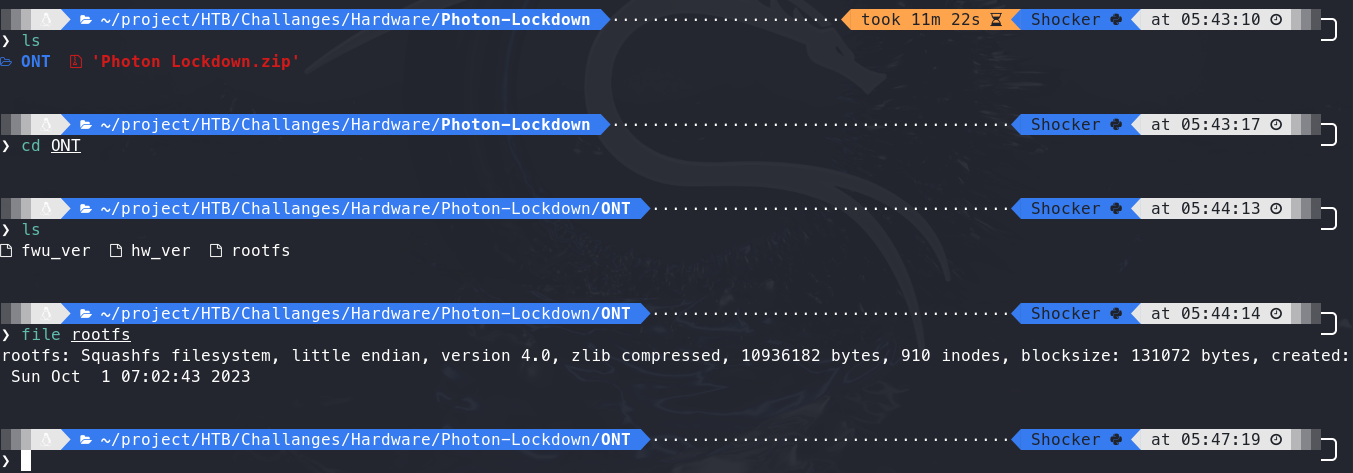 ~/project/HTB/Challanges/Hardware/Photon-Lockdown took 11m 22s Shocker at 05:43:10
❯ ls
ONT 'Photon Lockdown.zip'
~/project/HTB/Challanges/Hardware/Photon-Lockdown Shocker at 05:43:17
❯ cd ONT
~/project/HTB/Challanges/Hardware/Photon-Lockdown/ONT Shocker at 05:44:13
❯ ls
fwu_ver hw_ver rootfs
~/project/HTB/Challanges/Hardware/Photon-Lockdown/ONT Shocker at 05:44:14
❯ file rootfs
rootfs: Squashfs filesystem, little endian, version 4.0, zlib compressed, 10936182 bytes, 910 inodes, blocksize: 131072 bytes, created:
Sun Oct  1 07:02:43 2023
~/project/HTB/Challanges/Hardware/Photon-Lockdown/ONT Shocker at 05:47:19
❯